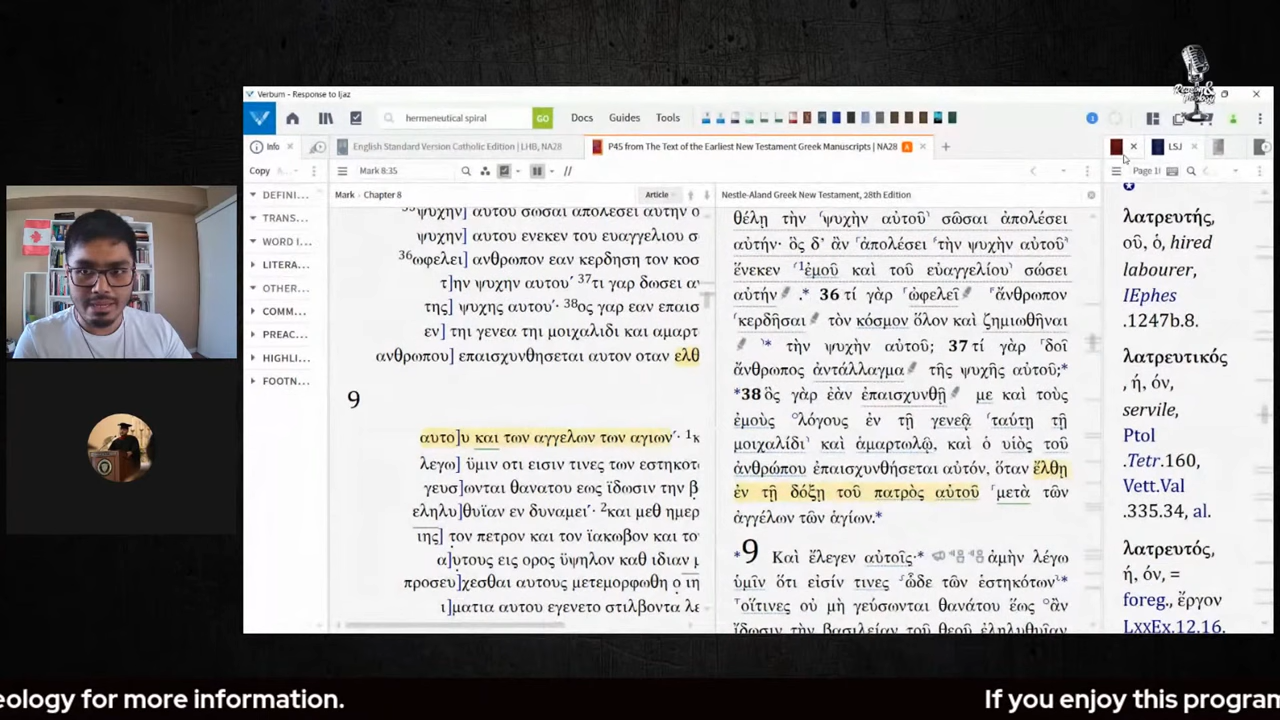 Verbum - Response to Ijaz
hermeneutical spiral
GO
Docs
Guides
Tools
Info
English Standard Version Catholic Edition | LHB, NA28
P45 from The Text of the Earliest New Testament Greek Manuscripts | NA28
A
LSJ
Copy
Mark 8:35
Mark • Chapter 8
Article
Nestle-Aland Greek New Testament, 28th Edition
DEFINI...
TRANS...
WORD I...
LITERA...
OTHER...
COMM...
PREAC...
HIGHLI...
FOOTN...
ψυχην] αυτου σωσαι απολεσει αυτην ο
ψυχην] αυτου ενεκεν του ευαγγελιου σ
36ωφελει] ανθρωπον εαν κερδηση τον κοσ
τ]ην ψυχην αυτου´ 37τι γαρ δωσει α
της] ψυχης αυτου´· 38ος γαρ εαν επαισ
εν] τηι γενεα τηι μοιχαλιδι και αμαρτ
ανθρωπου] επαισχυνθησεται αυτον οταν ελθ
9
αυτο]υ και των αγγελων των αγιων´· 1κ
λεγω] ϋμιν οτι εισιν τινες των εστηκοτ
γευσ]ωνται θανατου εως ϊδωσιν την β
εληλυ]θυϊαν εν δυναμει´· 2και μεθ ημερ
ιης] τον πετρον και τον ϊακωβον και το
α]υτους εις ορος ϋψηλον καθ ιδιαν μ
προσευ]χεσθαι αυτους μετεμορφωθη ο ιη
ι]ματια αυτου εγενετο στιλβοντα λε
θέλῃ τὴν ⸂ψυχὴν αὐτοῦ⸃ σῶσαι ἀπολέσει
αὐτήν· ὃς δ᾽ ἂν ⸀ἀπολέσει ⸂τὴν ψυχὴν αὐτοῦ⸃
ἕνεκεν ⸂1ἐμοῦ καὶ τοῦ εὐαγγελίου⸃ σώσει
αὐτήν .* 36 τί γὰρ ⸀ὠφελεῖ ⸀ἄνθρωπον
⸂κερδῆσαι τὸν κόσμον ὅλον καὶ ζημιωθῆναι
⸃* τὴν ψυχὴν αὐτοῦ; 37 τί γὰρ ⸂δοῖ
ἄνθρωπος ἀντάλλαγμα τῆς ψυχῆς αὐτοῦ;*
*38 ὃς γὰρ ἐὰν ἐπαισχυνθῇ με καὶ τοὺς
ἐμοὺς ⸰λόγους ἐν τῇ γενεᾷ ⸂ταύτῃ τῇ
μοιχαλίδι⸃ καὶ ἁμαρτωλῷ, καὶ ὁ υἱὸς τοῦ
ἀνθρώπου ἐπαισχυνθήσεται αὐτόν, ὅταν ἔλθῃ
ἐν τῇ δόξῃ τοῦ πατρὸς αὐτοῦ ⸀μετὰ τῶν
ἀγγέλων τῶν ἁγίων.*
*9 Καὶ ἔλεγεν αὐτοῖς·* ἀμὴν λέγω
ὑμῖν ὅτι εἰσίν τινες ⸂ὧδε τῶν ἑστηκότων⸃*
⸀οἵτινες οὐ μὴ γεύσωνται θανάτου ἕως ⸰ἂν
ἴδωσιν τὴν βασιλείαν τοῦ θεοῦ ἐληλυθυῖαν
λατρευτής,
οῦ, ὁ, hired
labourer,
IEphes
.1247b.8.
λατρευτικός
, ή, όν,
servile,
Ptol
.Tetr.160,
Vett.Val
.335.34, al.
λατρευτός,
ή, όν, =
foreg., ἔργον
LXXEx.12.16.
eology for more information.
If you enjoy this program